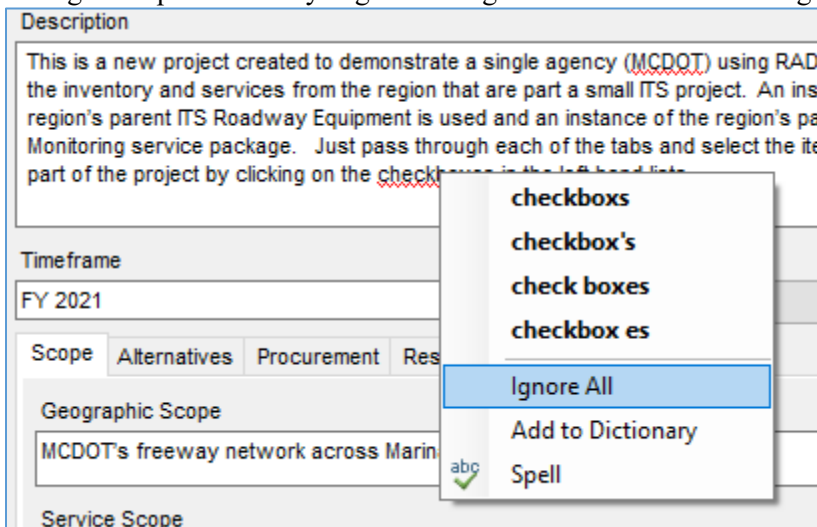 Description
This is a new project created to demonstrate a single agency (MCDOT) using RAD
the inventory and services from the region that are part a small ITS project. An ins
region's parent ITS Roadway Equipment is used and an instance of the region's pa
Monitoring service package. Just pass through each of the tabs and select the ite
part of the project by clicking on the checkboxes in the left hand lists
checkboxs
checkbox's
check boxes
checkbox es
Ignore All
Add to Dictionary
abc Spell
Timeframe
FY 2021
Scope Alternatives Procurement Res
Geographic Scope
MCDOT's freeway network across Marin
Service Scope